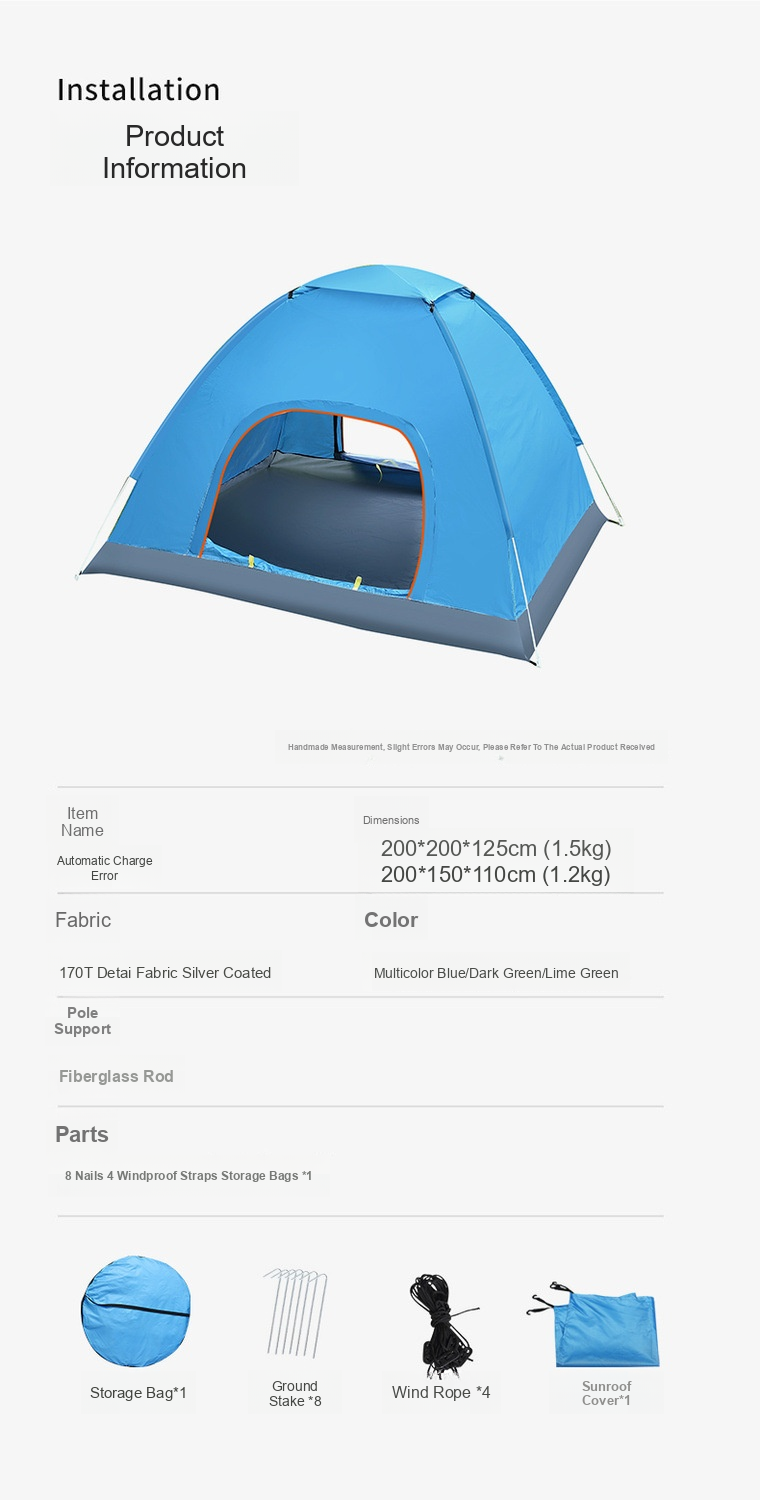 Installation
Product
Information
Handmade Measurement, Slight Errors May Occur, Please Refer To The Actual Product Received
Item
Name
Automatic Charge
Error
Dimensions
200*200*125cm (1.5kg)
200*150*110cm (1.2kg)
Fabric
Color
170T Detai Fabric Silver Coated
Multicolor Blue/Dark Green/Lime Green
Pole
Support
Fiberglass Rod
Parts
8 Nails 4 Windproof Straps Storage Bags *1
Storage Bag*1
Ground
Stake *8
Wind Rope *4
Sunroof
Cover*1